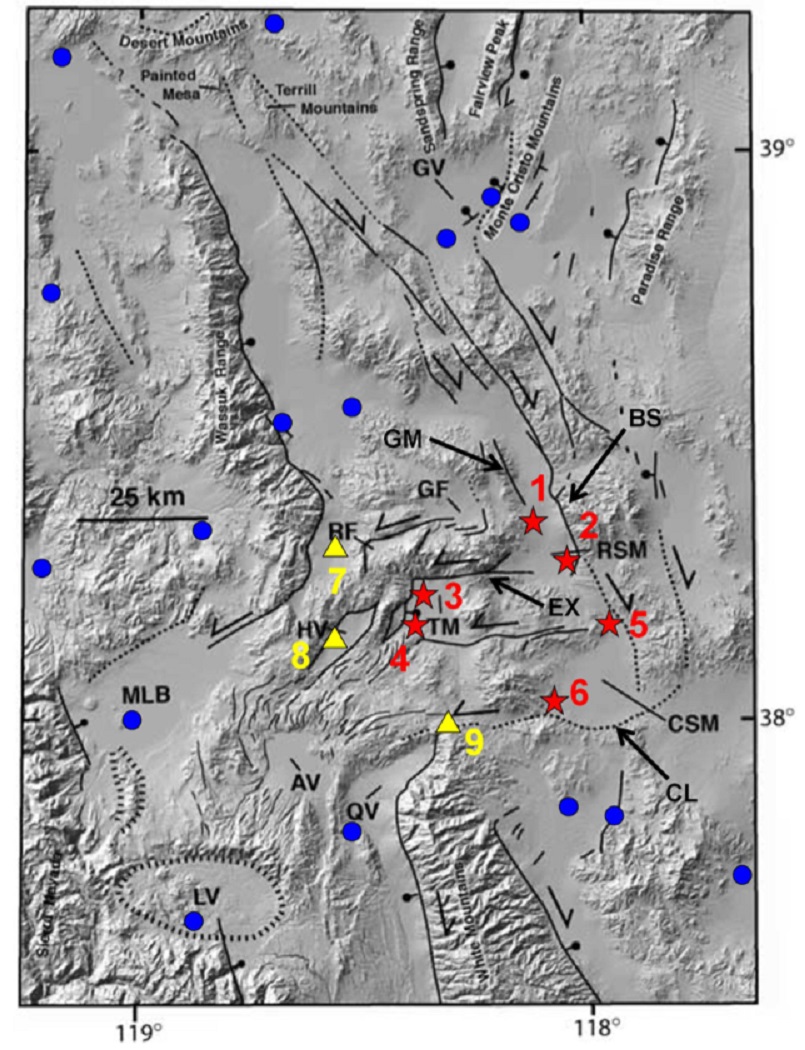 Desert Mountains
?
Painted
Mesa
Terrill
Mountains
Sandspring Range
Fairview Peak
Monte Cristo Mountains
GV
39°
Paradise Range
Wassuk Range
GM
BS
25 km
GF
1
2
RF
RSM
7
3
EX
HV
TM
5
8
4
6
MLB
CSM
9
CL
AV
QV
LV
White Mountains
38°
119°
118°